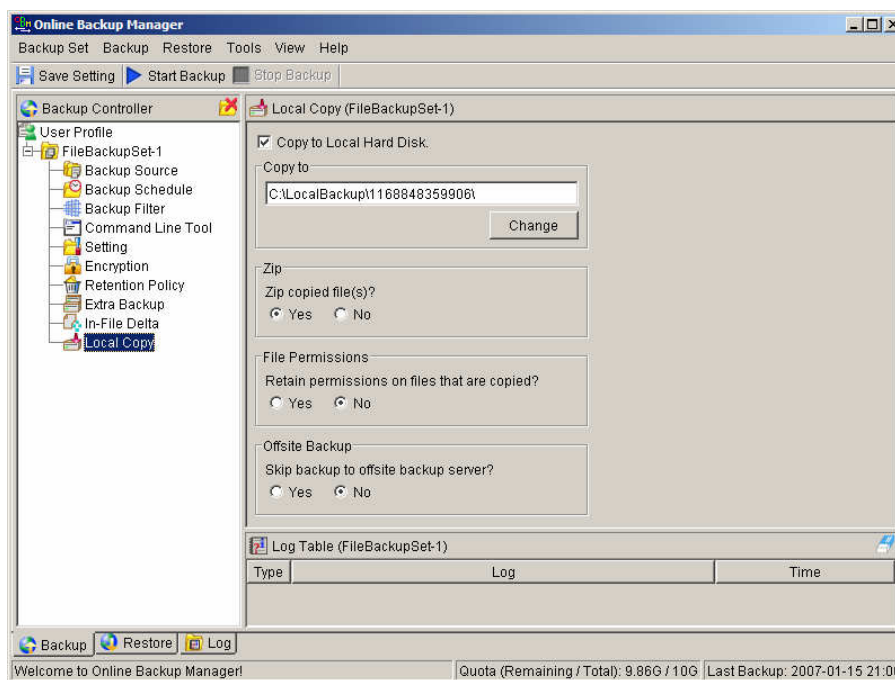 Online Backup Manager
Backup Set Backup Restore Tools View Help
Save Setting Start Backup Stop Backup
Backup Controller
User Profile
FileBackupSet-1
Backup Source
Backup Schedule
Backup Filter
Command Line Tool
Setting
Encryption
Retention Policy
Extra Backup
In-File Delta
Local Copy
Local Copy (FileBackupSet-1)
Copy to Local Hard Disk.
Copy to
C:\LocalBackup\1168848359906\
Change
Zip
Zip copied file(s)?
Yes No
File Permissions
Retain permissions on files that are copied?
Yes No
Offsite Backup
Skip backup to offsite backup server?
Yes No
Log Table (FileBackupSet-1)
Type Log Time
Backup Restore Log
Welcome to Online Backup Manager! Quota (Remaining / Total): 9.86G / 10G Last Backup: 2007-01-15